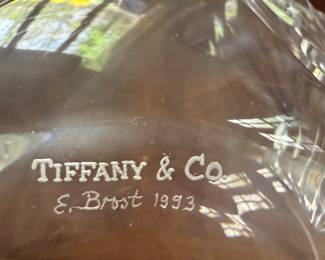 TIFFANY & CO.
E. Brost 1993